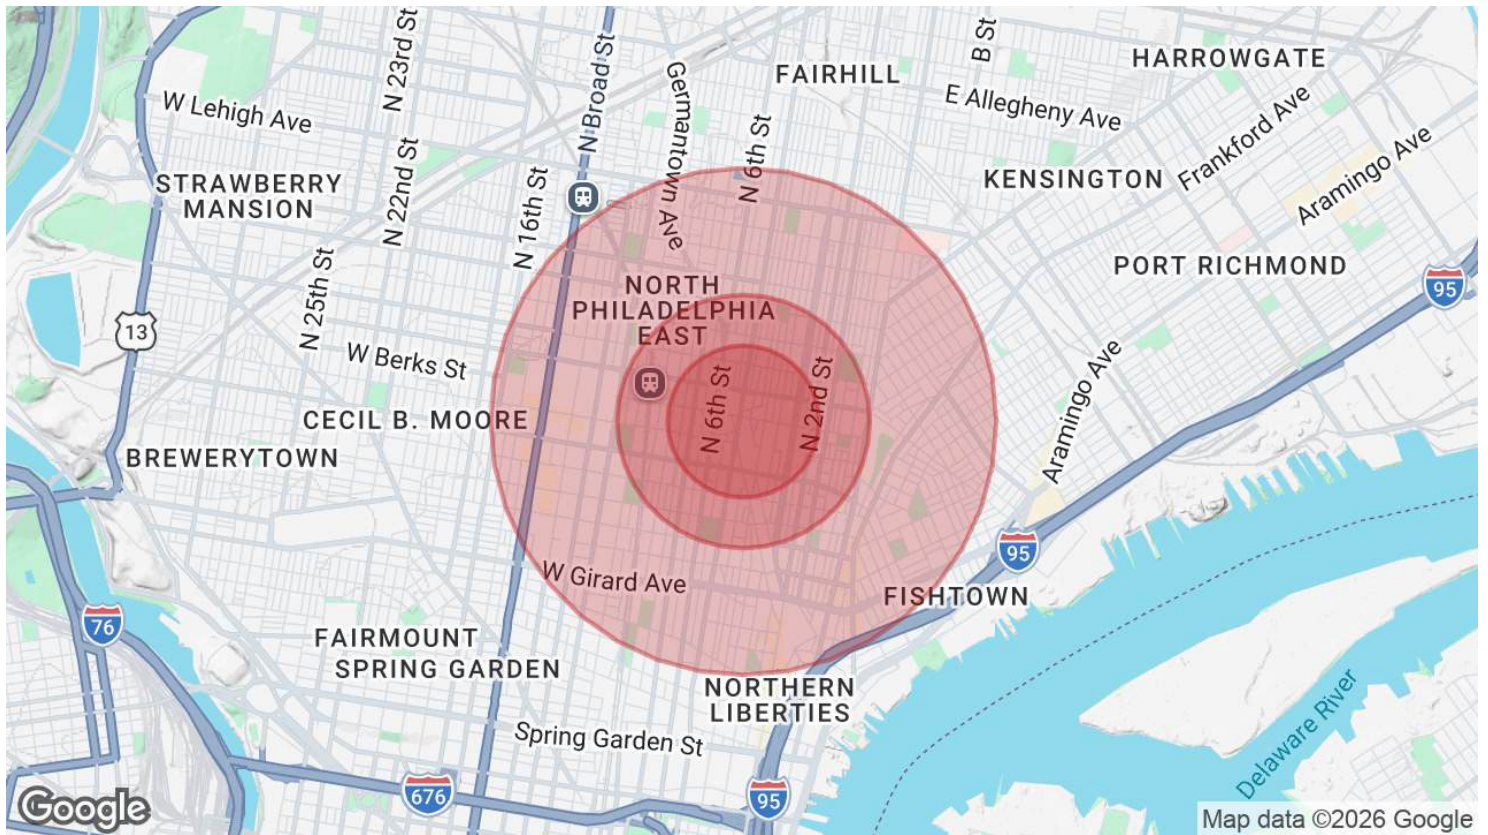 N 23rd St
N Broad St
Germantown Ave
FAIRHILL
B St
HARROWGATE
W Lehigh Ave
E Allegheny Ave
Frankford Ave
Aramingo Ave
N 22nd St
N 16th St
N 6th St
STRAWBERRY
MANSION
KENSINGTON
N 25th St
NORTH
PHILADELPHIA
EAST
PORT RICHMOND
95
13
W Berks St
N 6th St
N 2nd St
Aramingo Ave
CECIL B. MOORE
BREWERYTOWN
95
W Girard Ave
FISHTOWN
76
FAIRMOUNT
SPRING GARDEN
NORTHERN
LIBERTIES
Spring Garden St
Delaware River
676
95
Google
Map data ©2026 Google